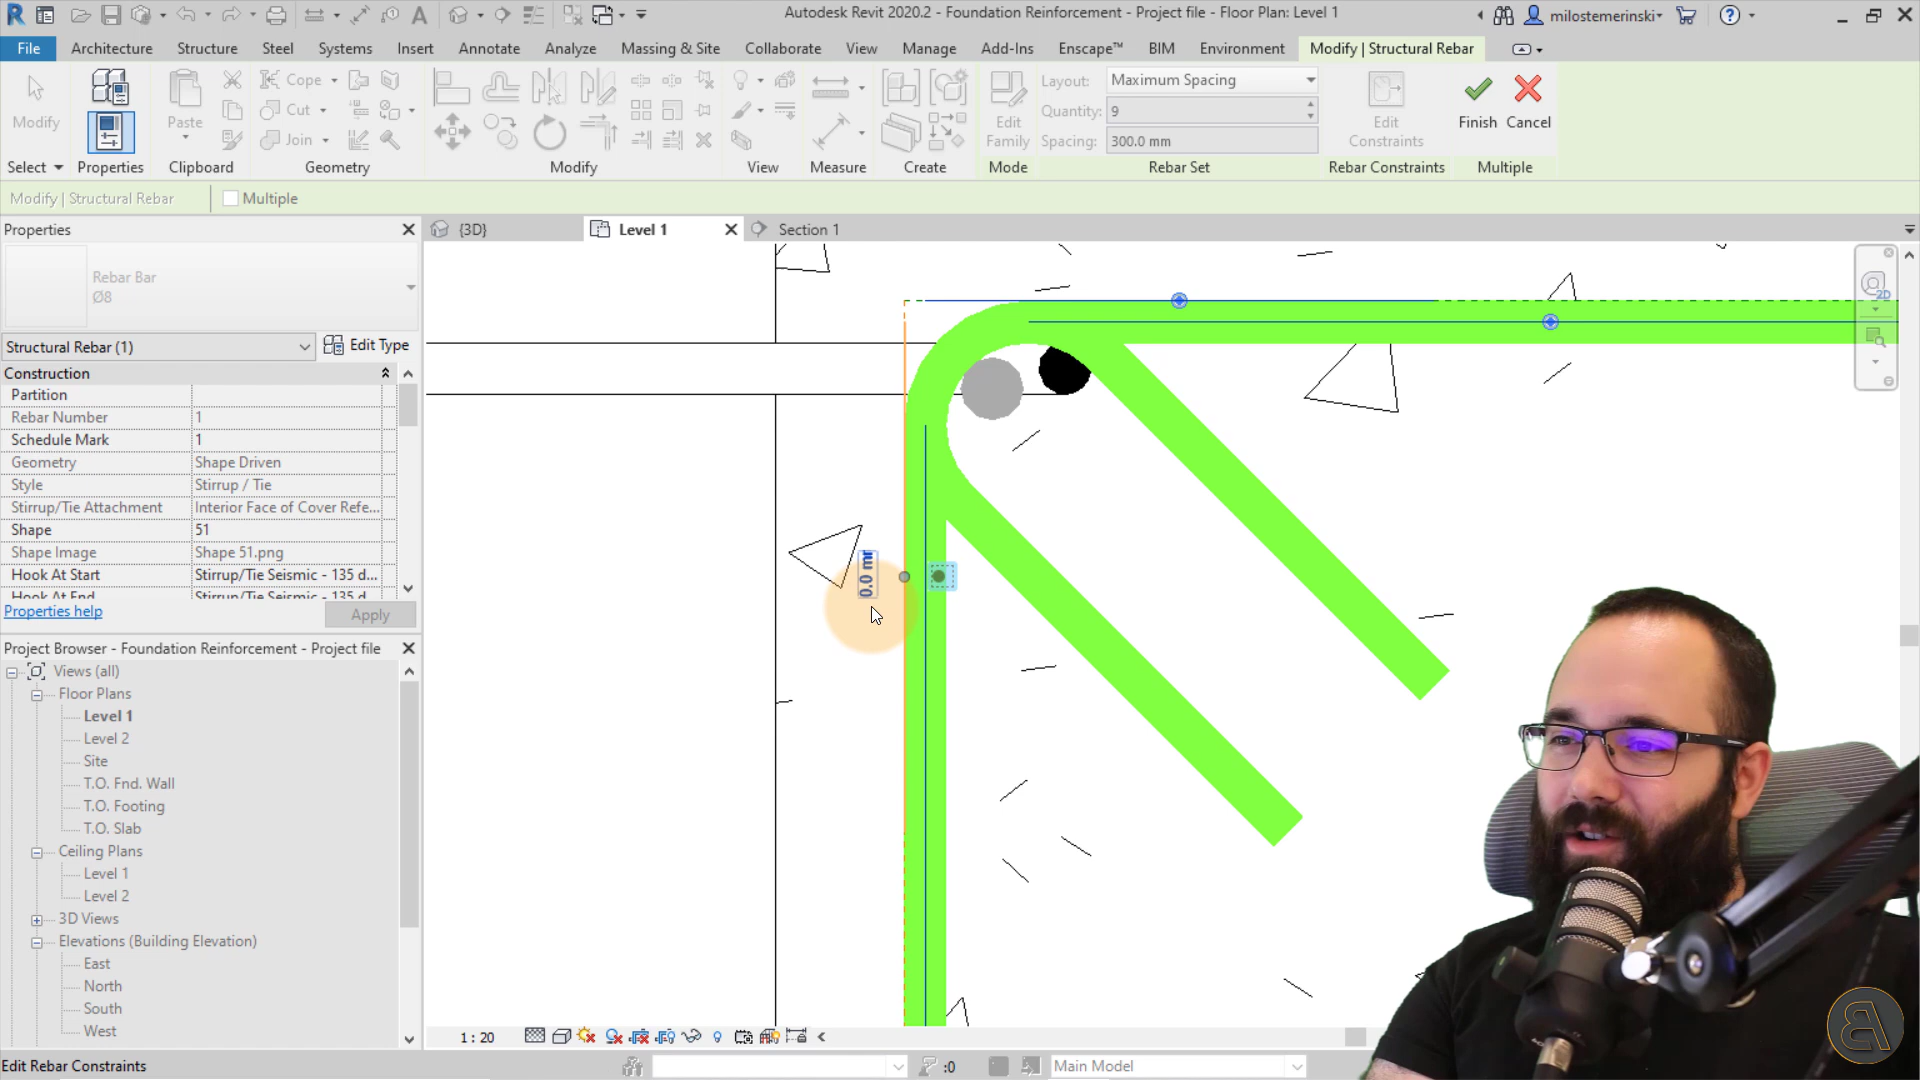 Autodesk Revit 2020.2 - Foundation Reinforcement - Project file - Floor Plan: Level 1
milostemerinski
File Architecture Structure Steel Systems Insert Annotate Analyze Massing & Site Collaborate View Manage Add-Ins Enscape™ BIM Environment Modify | Structural Rebar
Modify
Paste
Cope
Cut
Join
Edit
Family
Layout: Maximum Spacing
Quantity: 9
Spacing: 300.0 mm
Edit
Constraints
Finish Cancel
Select Properties Clipboard Geometry Modify View Measure Create Mode Rebar Set Rebar Constraints Multiple
Modify | Structural Rebar Multiple
Properties
{3D} Level 1 Section 1
Rebar Bar
Ø8
Structural Rebar (1) Edit Type
Construction
Partition
Rebar Number 1
Schedule Mark 1
Geometry Shape Driven
Style Stirrup / Tie
Stirrup/Tie Attachment Interior Face of Cover Refe...
Shape 51
Shape Image Shape 51.png
Hook At Start Stirrup/Tie Seismic - 135 d...
Hook At End Stirrup/Tie Seismic - 135 d...
Properties help Apply
Project Browser - Foundation Reinforcement - Project file
Views (all)
Floor Plans
Level 1
Level 2
Site
T.O. Fnd. Wall
T.O. Footing
T.O. Slab
Ceiling Plans
Level 1
Level 2
3D Views
Elevations (Building Elevation)
East
North
South
West
0.0 m
2D
1 : 20
Edit Rebar Constraints
:0
Main Model